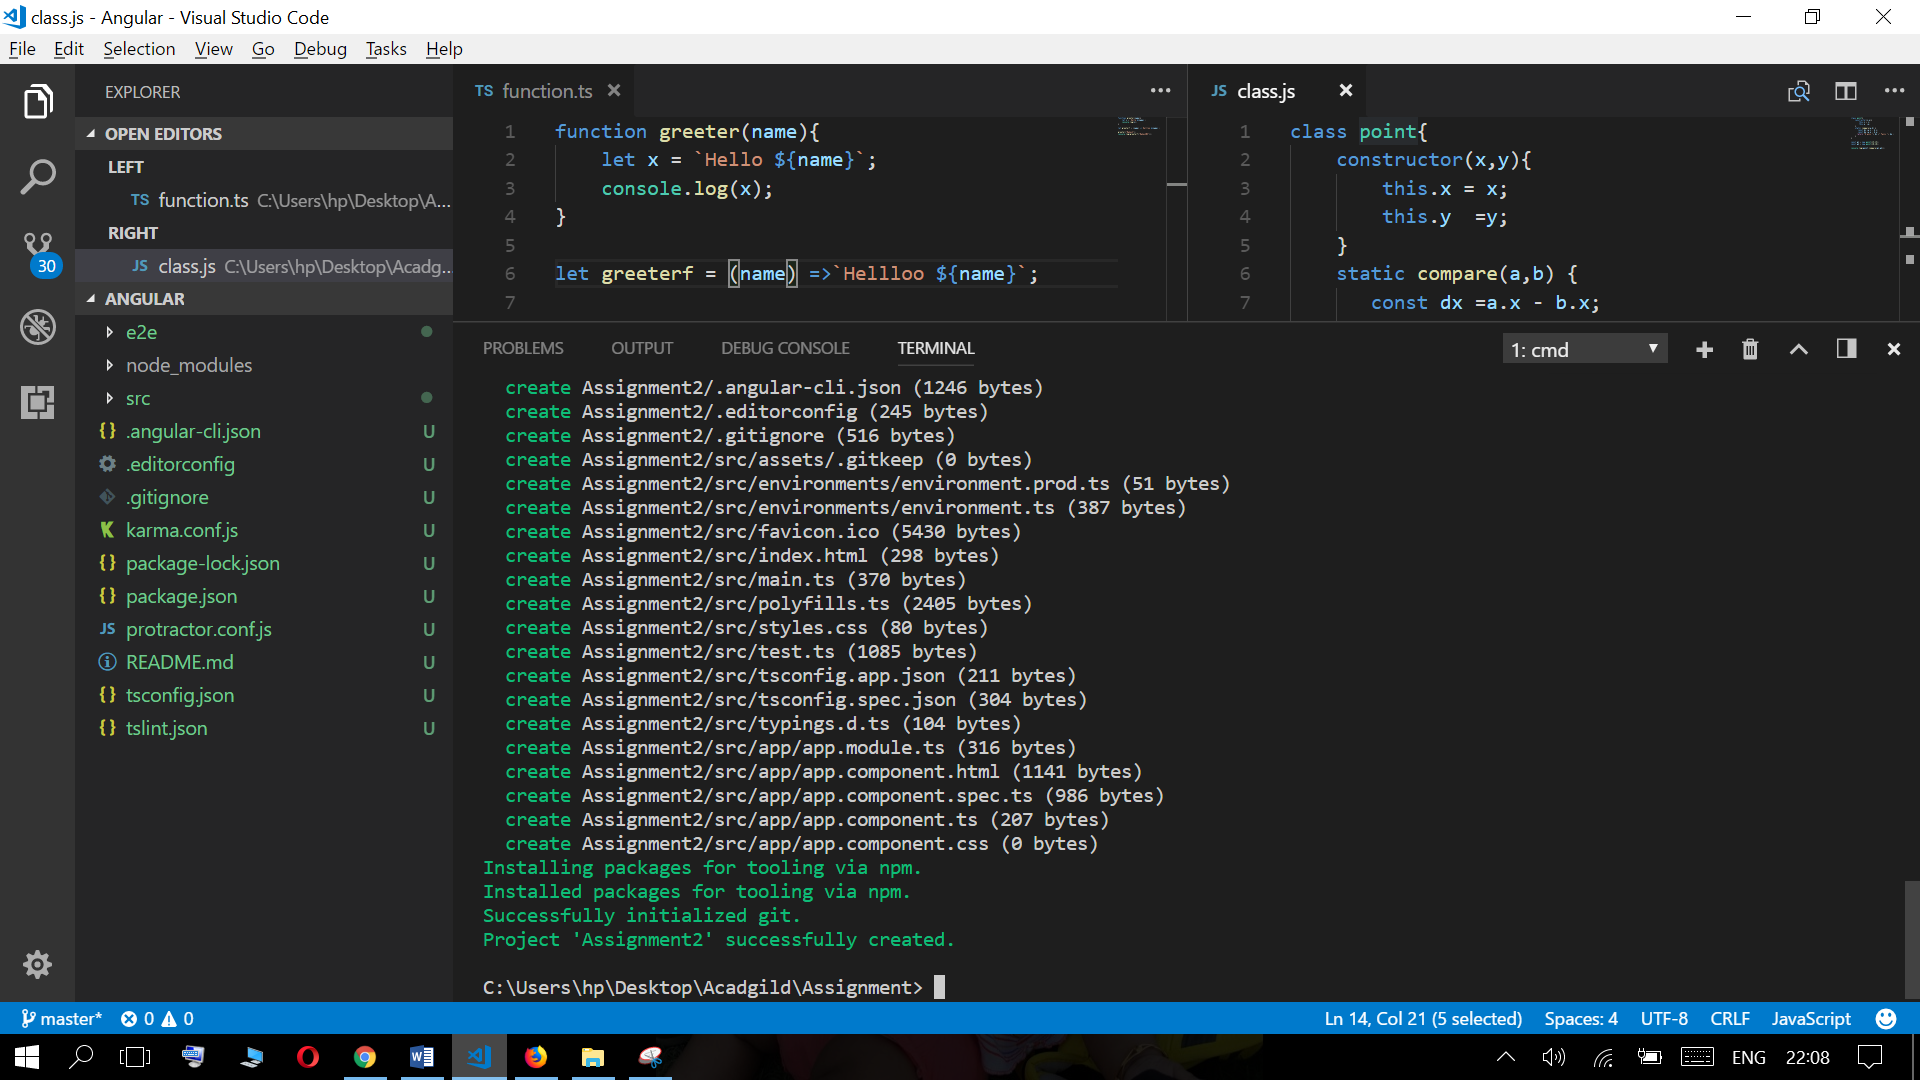 class.js - Angular - Visual Studio Code
File Edit Selection View Go Debug Tasks Help
EXPLORER
OPEN EDITORS
LEFT
TS function.ts C:\Users\hp\Desktop\A...
RIGHT
JS class.js C:\Users\hp\Desktop\Acadg...
ANGULAR
e2e
node_modules
src
{} .angular-cli.json U
.editorconfig U
.gitignore U
karma.conf.js U
{} package-lock.json U
{} package.json U
JS protractor.conf.js U
README.md U
{} tsconfig.json U
{} tslint.json U
30
TS function.ts
1 function greeter(name){
2 let x = `Hello ${name}`;
3 console.log(x);
4 }
5
6 let greeterf = (name) =>`Hellloo ${name}`;
7
JS class.js
1 class point{
2 constructor(x,y){
3 this.x = x;
4 this.y  =y;
5 }
6 static compare(a,b) {
7 const dx =a.x - b.x;
PROBLEMS OUTPUT DEBUG CONSOLE TERMINAL 1: cmd
create Assignment2/.angular-cli.json (1246 bytes)
create Assignment2/.editorconfig (245 bytes)
create Assignment2/.gitignore (516 bytes)
create Assignment2/src/assets/.gitkeep (0 bytes)
create Assignment2/src/environments/environment.prod.ts (51 bytes)
create Assignment2/src/environments/environment.ts (387 bytes)
create Assignment2/src/favicon.ico (5430 bytes)
create Assignment2/src/index.html (298 bytes)
create Assignment2/src/main.ts (370 bytes)
create Assignment2/src/polyfills.ts (2405 bytes)
create Assignment2/src/styles.css (80 bytes)
create Assignment2/src/test.ts (1085 bytes)
create Assignment2/src/tsconfig.app.json (211 bytes)
create Assignment2/src/tsconfig.spec.json (304 bytes)
create Assignment2/src/typings.d.ts (104 bytes)
create Assignment2/src/app/app.module.ts (316 bytes)
create Assignment2/src/app/app.component.html (1141 bytes)
create Assignment2/src/app/app.component.spec.ts (986 bytes)
create Assignment2/src/app/app.component.ts (207 bytes)
create Assignment2/src/app/app.component.css (0 bytes)
Installing packages for tooling via npm.
Installed packages for tooling via npm.
Successfully initialized git.
Project 'Assignment2' successfully created.
C:\Users\hp\Desktop\Acadgild\Assignment>
master* 0 0 Ln 14, Col 21 (5 selected) Spaces: 4 UTF-8 CRLF JavaScript
ENG 22:08